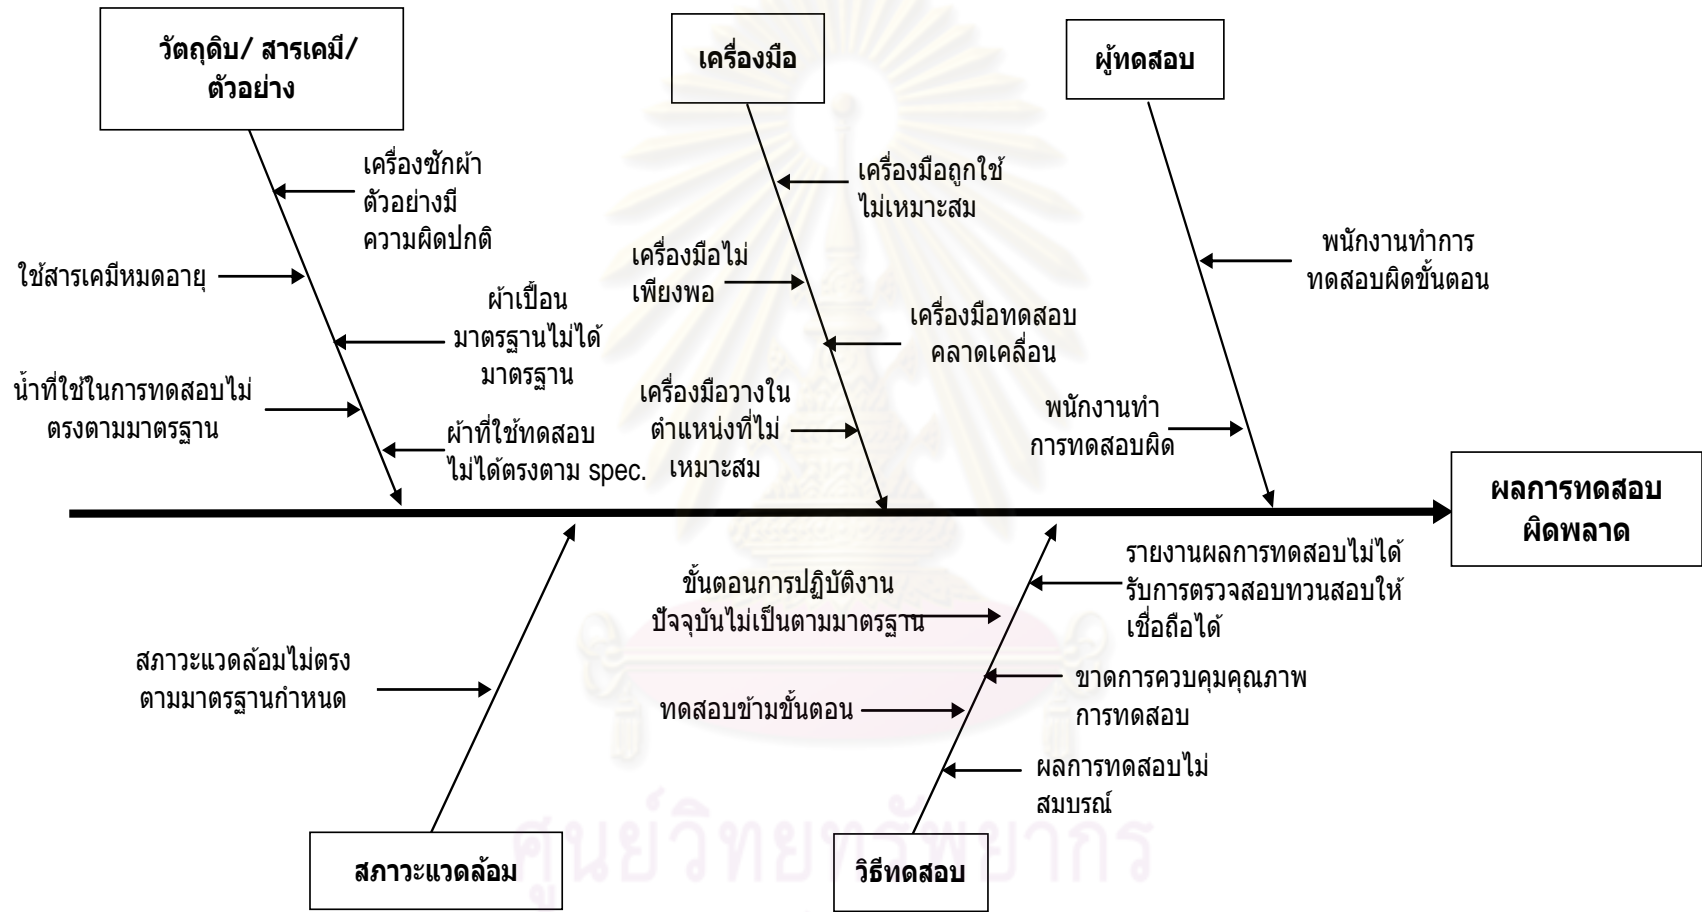 วัตถุดิบ/ สารเคมี/
ตัวอย่าง
เครื่องมือ
ผู้ทดสอบ
เครื่องซักผ้า
ตัวอย่างมี
ความผิดปกติ
ใช้สารเคมีหมดอายุ
ผ้าเปื้อน
มาตรฐานไม่ได้
มาตรฐาน
น้ำที่ใช้ในการทดสอบไม่
ตรงตามมาตรฐาน
ผ้าที่ใช้ทดสอบ
ไม่ได้ตรงตาม spec.
เครื่องมือถูกใช้
ไม่เหมาะสม
เครื่องมือไม่
เพียงพอ
เครื่องมือทดสอบ
คลาดเคลื่อน
เครื่องมือวางใน
ตำแหน่งที่ไม่
เหมาะสม
พนักงานทำการ
ทดสอบผิดขั้นตอน
พนักงานทำ
การทดสอบผิด
ผลการทดสอบ
ผิดพลาด
สภาวะแวดล้อมไม่ตรง
ตามมาตรฐานกำหนด
ขั้นตอนการปฏิบัติงาน
ปัจจุบันไม่เป็นตามมาตรฐาน
รายงานผลการทดสอบไม่ได้
รับการตรวจสอบทวนสอบให้
เชื่อถือได้
ทดสอบข้ามขั้นตอน
ขาดการควบคุมคุณภาพ
การทดสอบ
ผลการทดสอบไม่
สมบรณ์
สภาวะแวดล้อม
วิธีทดสอบ
ศูนย์วิทยทรัพยากร